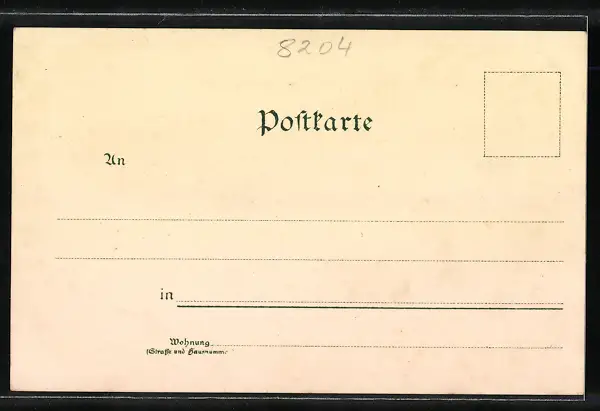 8204
Poſtkarte
An
in
Wohnung
(Straße und Hausnummer